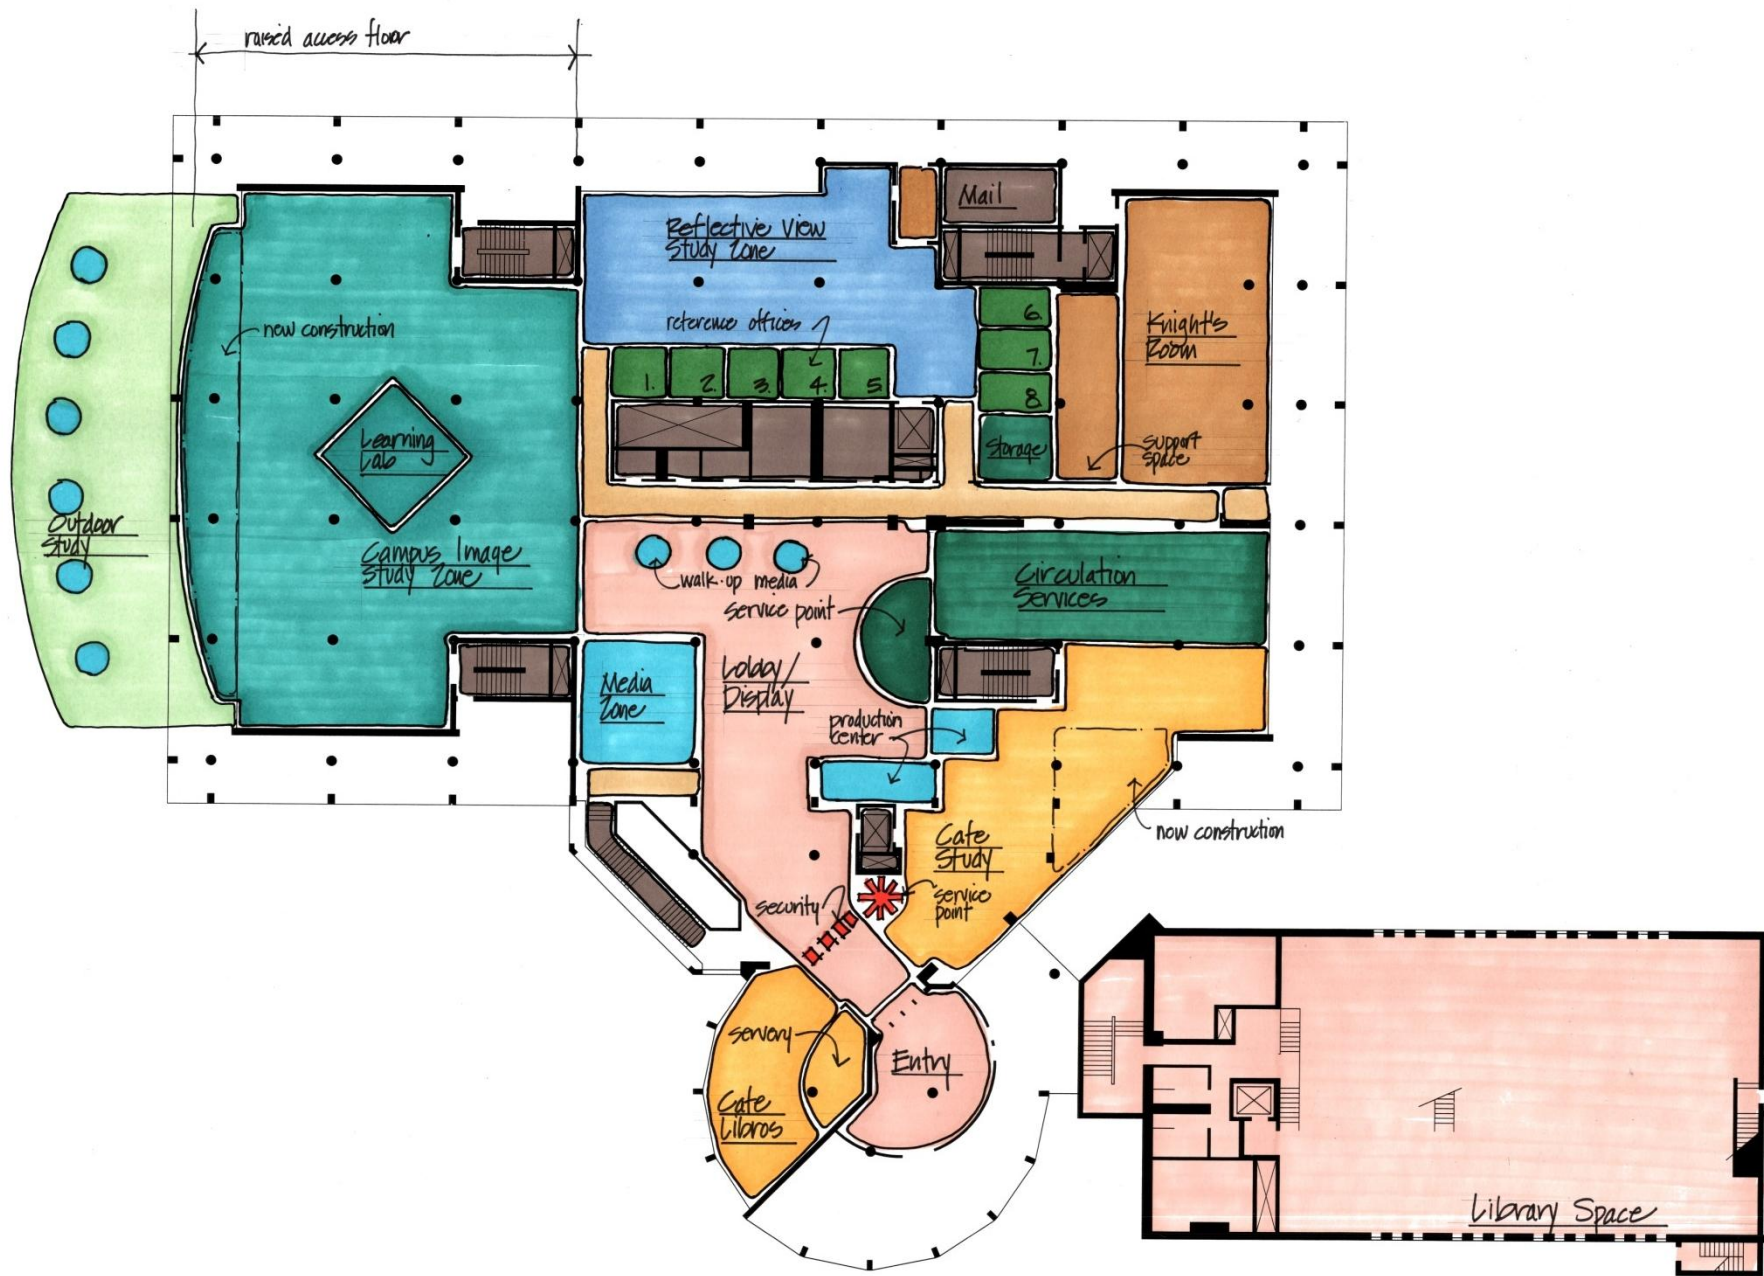 raised access floor
Mail
Reflective View
Study Zone
new construction
reference offices
1.
2.
3.
4.
5
6.
7.
8.
Knight's
Room
Storage
support
space
Learning
Lab
Outdoor
Study
Campus Image
Study Zone
walk-up media
service point
Circulation
Services
Media
Zone
Lobby/
Display
production
center
new construction
Cafe
Study
service
point
security
servery
Entry
Cafe
Libros
Library Space